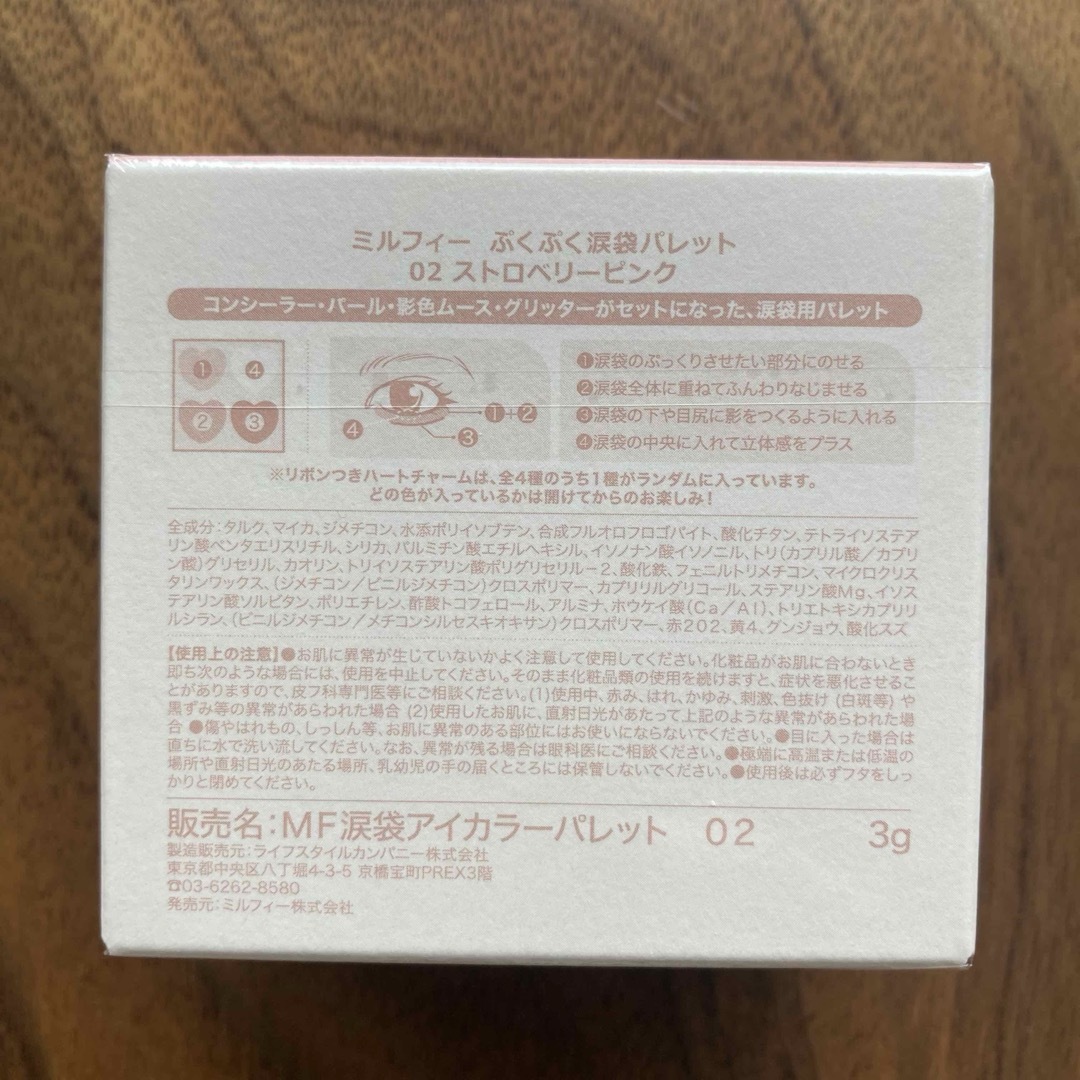 ミルフィー ぷくぷく涙袋パレット
02 ストロベリーピンク
コンシーラー・パール・影色ムース・グリッターがセットになった、涙袋用パレット
① ④
② ③
①+②
④ ③
❶涙袋のぷっくりさせたい部分にのせる
❷涙袋全体に重ねてふんわりなじませる
❸涙袋の下や目尻に影をつくるように入れる
❹涙袋の中央に入れて立体感をプラス
※リボンつきハートチャームは、全4種のうち1種がランダムに入っています。
どの色が入っているかは開けてからのお楽しみ!
全成分:タルク、マイカ、ジメチコン、水添ポリイソブテン、合成フルオロフロゴパイト、酸化チタン、テトライソステア
リン酸ペンタエリスリチル、シリカ、パルミチン酸エチルヘキシル、イソノナン酸イソノニル、トリ(カプリル酸/カプリ
ン酸)グリセリル、カオリン、トリイソステアリン酸ポリグリセリル-2、酸化鉄、フェニルトリメチコン、マイクロクリス
タリンワックス、(ジメチコン/ビニルジメチコン)クロスポリマー、カプリリルグリコール、ステアリン酸Mg、イソス
テアリン酸ソルビタン、ポリエチレン、酢酸トコフェロール、アルミナ、ホウケイ酸(Ca/Al)、トリエトキシカプリリ
ルシラン、(ビニルジメチコン/メチコンシルセスキオキサン)クロスポリマー、赤202、黄4、グンジョウ、酸化スズ
【使用上の注意】●お肌に異常が生じていないかよく注意して使用してください。化粧品がお肌に合わないとき
即ち次のような場合には、使用を中止してください。そのまま化粧品類の使用を続けますと、症状を悪化させるこ
とがありますので、皮フ科専門医等にご相談ください。(1)使用中、赤み、はれ、かゆみ、刺激、色抜け (白斑等) や
黒ずみ等の異常があらわれた場合 (2)使用したお肌に、直射日光があたって上記のような異常があらわれた場
合 ●傷やはれもの、しっしん等、お肌に異常のある部位にはお使いにならないでください。●目に入った場合は
直ちに水で洗い流してください。なお、異常が残る場合は眼科医にご相談ください。●極端に高温または低温の
場所や直射日光のあたる場所、乳幼児の手の届くところには保管しないでください。●使用後は必ずフタをしっ
かりと閉めてください。
販売名:MF涙袋アイカラーパレット 02 3g
製造販売元:ライフスタイルカンパニー株式会社
東京都中央区八丁堀4-3-5 京橋宝町PREX3階
☎03-6262-8580
発売元:ミルフィー株式会社